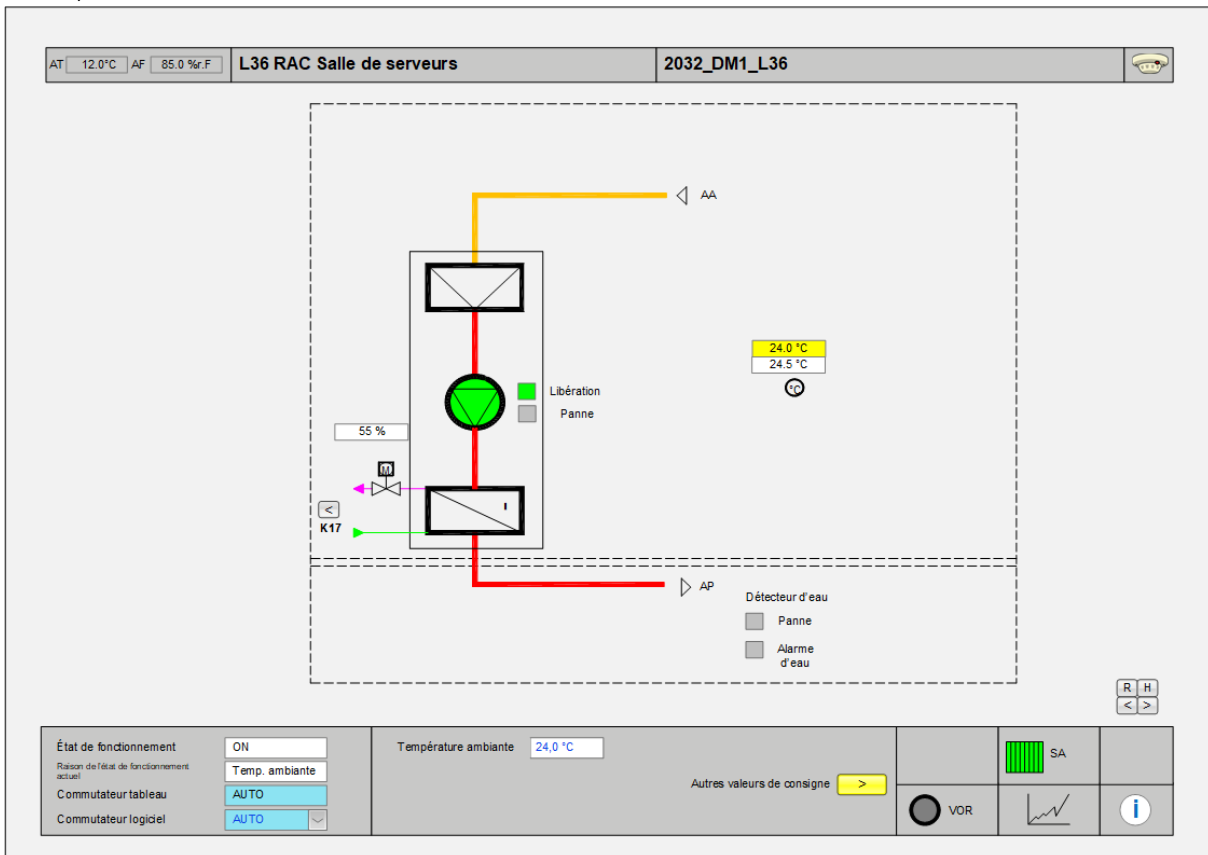 AT 12.0°C AF 85.0 %r.F L36 RAC Salle de serveurs 2032_DM1_L36
AA
24.0 °C
24.5 °C
°C
Libération
Panne
55 %
M
<
K17
AP
Détecteur d'eau
Panne
Alarme
d'eau
R H
< >
État de fonctionnement ON
Raison de l'état de fonctionnement
actuel
Temp. ambiante
Commutateur tableau AUTO
Commutateur logiciel AUTO
Température ambiante 24,0 °C
Autres valeurs de consigne >
SA
VOR
i